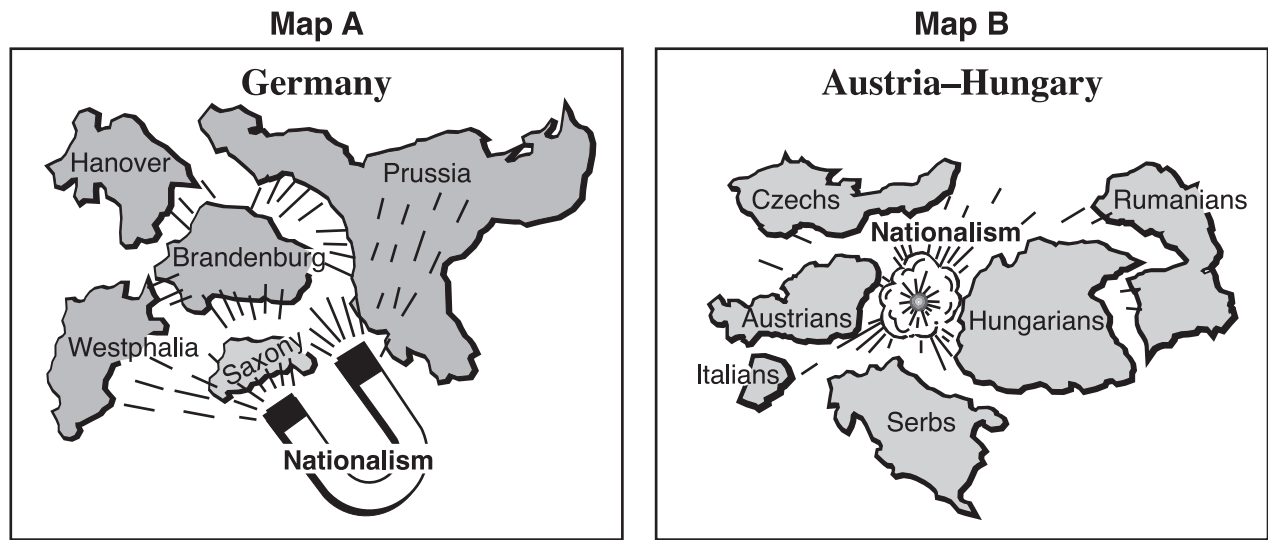 Map A
Germany
Hanover
Prussia
Brandenburg
Westphalia
Saxony
Nationalism
Map B
Austria–Hungary
Czechs
Rumanians
Nationalism
Austrians
Hungarians
Italians
Serbs